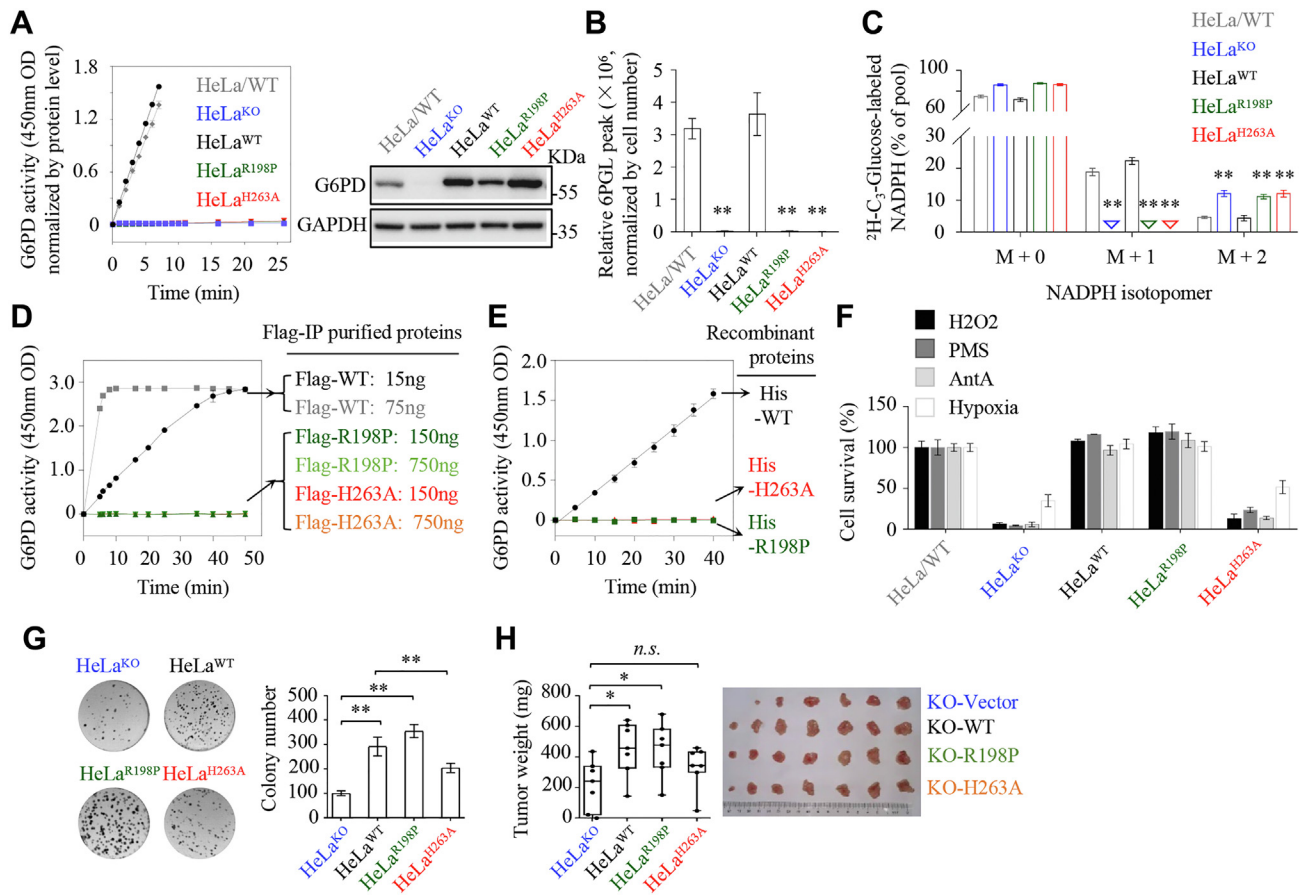 A
G6PD activity (450nm OD
normalized by protein level)
1.8
1.2
0.6
0
0 5 10 15 20 25
Time (min)
HeLa/WT
HeLaKO
HeLaWT
HeLaR198P
HeLaH263A
HeLa/WT
HeLaKO
HeLaWT
HeLaR198P
HeLaH263A
KDa
G6PD
-55
GAPDH
-35
B
Relative 6PGL peak (×10⁶,
normalized by cell number)
5
4
3
2
1
0
** ** **
HeLa/WT
HeLaKO
HeLaWT
HeLaR198P
HeLaH263A
C
²H-C₃-Glucose-labeled
NADPH (% of pool)
100
60
30
20
10
0
** ** **
** ** **
M + 0 M + 1 M + 2
NADPH isotopomer
HeLa/WT
HeLaKO
HeLaWT
HeLaR198P
HeLaH263A
D
G6PD activity (450nm OD)
3.0
2.0
1.0
0
0 10 20 30 40 50
Time (min)
Flag-IP purified proteins
Flag-WT: 15ng
Flag-WT: 75ng
Flag-R198P: 150ng
Flag-R198P: 750ng
Flag-H263A: 150ng
Flag-H263A: 750ng
E
G6PD activity (450nm OD)
2.0
1.5
1.0
0.5
0
0 10 20 30 40
Time (min)
Recombinant
proteins
His
-WT
His
-H263A
His
-R198P
F
H2O2
PMS
AntA
Hypoxia
Cell survival (%)
150
100
50
0
HeLa/WT
HeLaKO
HeLaWT
HeLaR198P
HeLaH263A
G
HeLaKO HeLaWT
HeLaR198P HeLaH263A
Colony number
500
400
300
200
100
0
**
**
**
HeLaKO
HeLaWT
HeLaR198P
HeLaH263A
H
Tumor weight (mg)
800
600
400
200
0
n.s.
*
*
HeLaKO
HeLaWT
HeLaR198P
HeLaH263A
KO-Vector
KO-WT
KO-R198P
KO-H263A